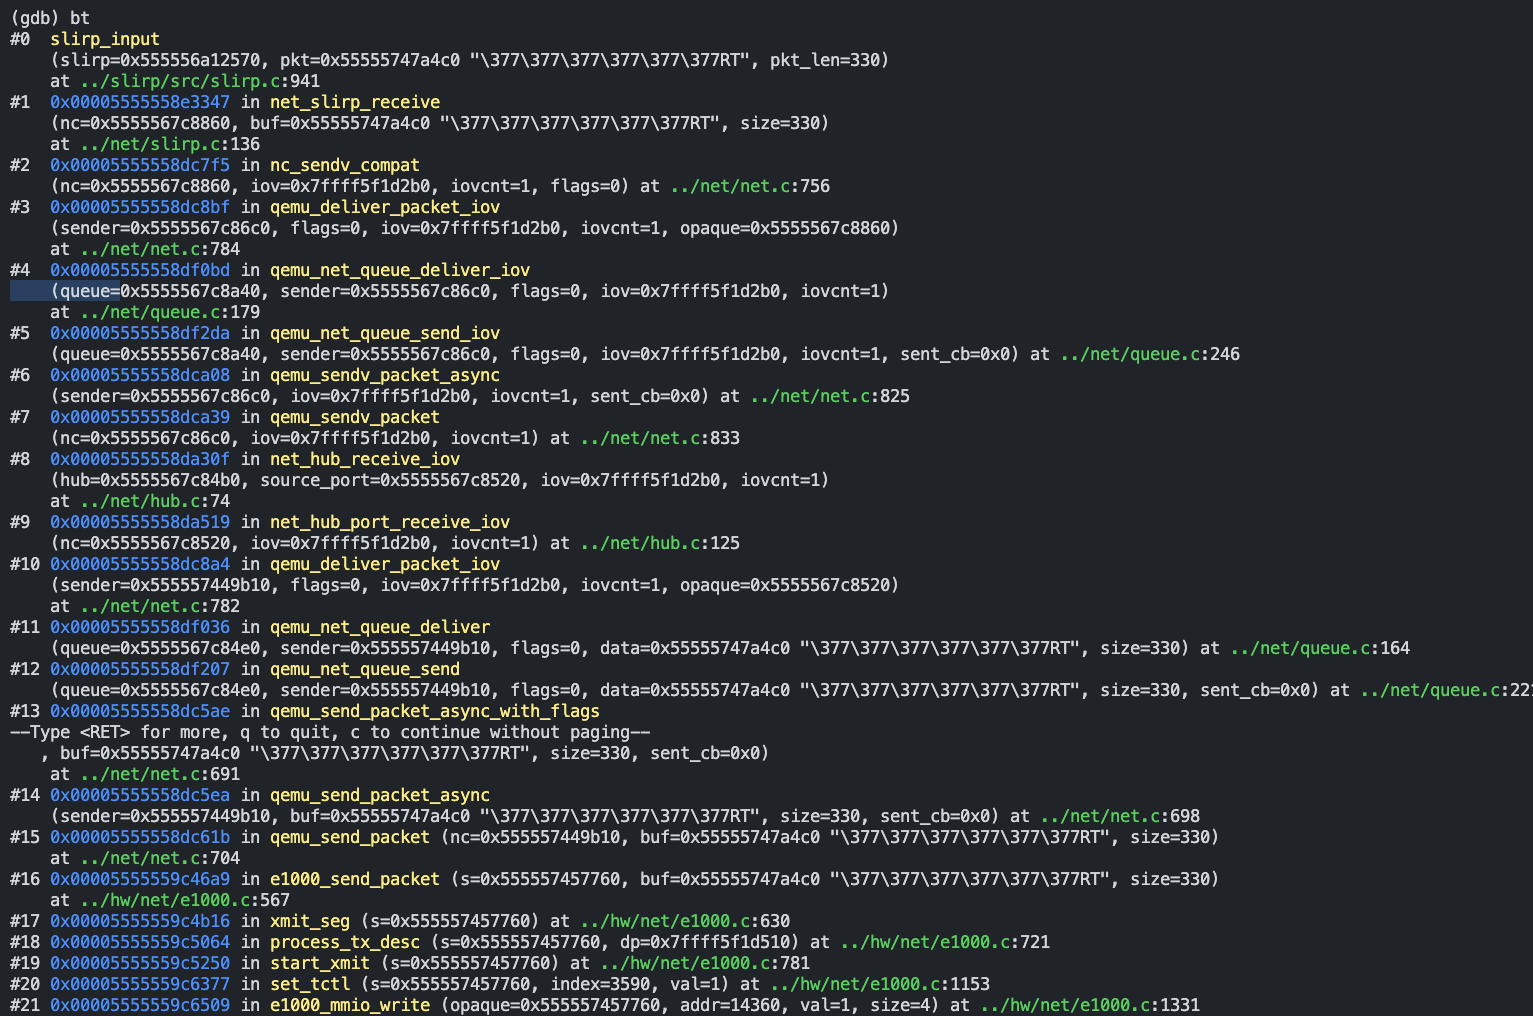 (gdb) bt
#0  slirp_input
    (slirp=0x555556a12570, pkt=0x55555747a4c0 "\377\377\377\377\377\377RT", pkt_len=330)
    at ../slirp/src/slirp.c:941
#1  0x00005555558e3347 in net_slirp_receive
    (nc=0x5555567c8860, buf=0x55555747a4c0 "\377\377\377\377\377\377RT", size=330)
    at ../net/slirp.c:136
#2  0x00005555558dc7f5 in nc_sendv_compat
    (nc=0x5555567c8860, iov=0x7ffff5f1d2b0, iovcnt=1, flags=0) at ../net/net.c:756
#3  0x00005555558dc8bf in qemu_deliver_packet_iov
    (sender=0x5555567c86c0, flags=0, iov=0x7ffff5f1d2b0, iovcnt=1, opaque=0x5555567c8860)
    at ../net/net.c:784
#4  0x00005555558df0bd in qemu_net_queue_deliver_iov
    (queue=0x5555567c8a40, sender=0x5555567c86c0, flags=0, iov=0x7ffff5f1d2b0, iovcnt=1)
    at ../net/queue.c:179
#5  0x00005555558df2da in qemu_net_queue_send_iov
    (queue=0x5555567c8a40, sender=0x5555567c86c0, flags=0, iov=0x7ffff5f1d2b0, iovcnt=1, sent_cb=0x0) at ../net/queue.c:246
#6  0x00005555558dca08 in qemu_sendv_packet_async
    (sender=0x5555567c86c0, iov=0x7ffff5f1d2b0, iovcnt=1, sent_cb=0x0) at ../net/net.c:825
#7  0x00005555558dca39 in qemu_sendv_packet
    (nc=0x5555567c86c0, iov=0x7ffff5f1d2b0, iovcnt=1) at ../net/net.c:833
#8  0x00005555558da30f in net_hub_receive_iov
    (hub=0x5555567c84b0, source_port=0x5555567c8520, iov=0x7ffff5f1d2b0, iovcnt=1)
    at ../net/hub.c:74
#9  0x00005555558da519 in net_hub_port_receive_iov
    (nc=0x5555567c8520, iov=0x7ffff5f1d2b0, iovcnt=1) at ../net/hub.c:125
#10 0x00005555558dc8a4 in qemu_deliver_packet_iov
    (sender=0x555557449b10, flags=0, iov=0x7ffff5f1d2b0, iovcnt=1, opaque=0x5555567c8520)
    at ../net/net.c:782
#11 0x00005555558df036 in qemu_net_queue_deliver
    (queue=0x5555567c84e0, sender=0x555557449b10, flags=0, data=0x55555747a4c0 "\377\377\377\377\377\377RT", size=330) at ../net/queue.c:164
#12 0x00005555558df207 in qemu_net_queue_send
    (queue=0x5555567c84e0, sender=0x555557449b10, flags=0, data=0x55555747a4c0 "\377\377\377\377\377\377RT", size=330, sent_cb=0x0) at ../net/queue.c:221
#13 0x00005555558dc5ae in qemu_send_packet_async_with_flags
--Type <RET> for more, q to quit, c to continue without paging--
   , buf=0x55555747a4c0 "\377\377\377\377\377\377RT", size=330, sent_cb=0x0)
    at ../net/net.c:691
#14 0x00005555558dc5ea in qemu_send_packet_async
    (sender=0x555557449b10, buf=0x55555747a4c0 "\377\377\377\377\377\377RT", size=330, sent_cb=0x0) at ../net/net.c:698
#15 0x00005555558dc61b in qemu_send_packet (nc=0x555557449b10, buf=0x55555747a4c0 "\377\377\377\377\377\377RT", size=330)
    at ../net/net.c:704
#16 0x00005555559c46a9 in e1000_send_packet (s=0x555557457760, buf=0x55555747a4c0 "\377\377\377\377\377\377RT", size=330)
    at ../hw/net/e1000.c:567
#17 0x00005555559c4b16 in xmit_seg (s=0x555557457760) at ../hw/net/e1000.c:630
#18 0x00005555559c5064 in process_tx_desc (s=0x555557457760, dp=0x7ffff5f1d510) at ../hw/net/e1000.c:721
#19 0x00005555559c5250 in start_xmit (s=0x555557457760) at ../hw/net/e1000.c:781
#20 0x00005555559c6377 in set_tctl (s=0x555557457760, index=3590, val=1) at ../hw/net/e1000.c:1153
#21 0x00005555559c6509 in e1000_mmio_write (opaque=0x555557457760, addr=14360, val=1, size=4) at ../hw/net/e1000.c:1331